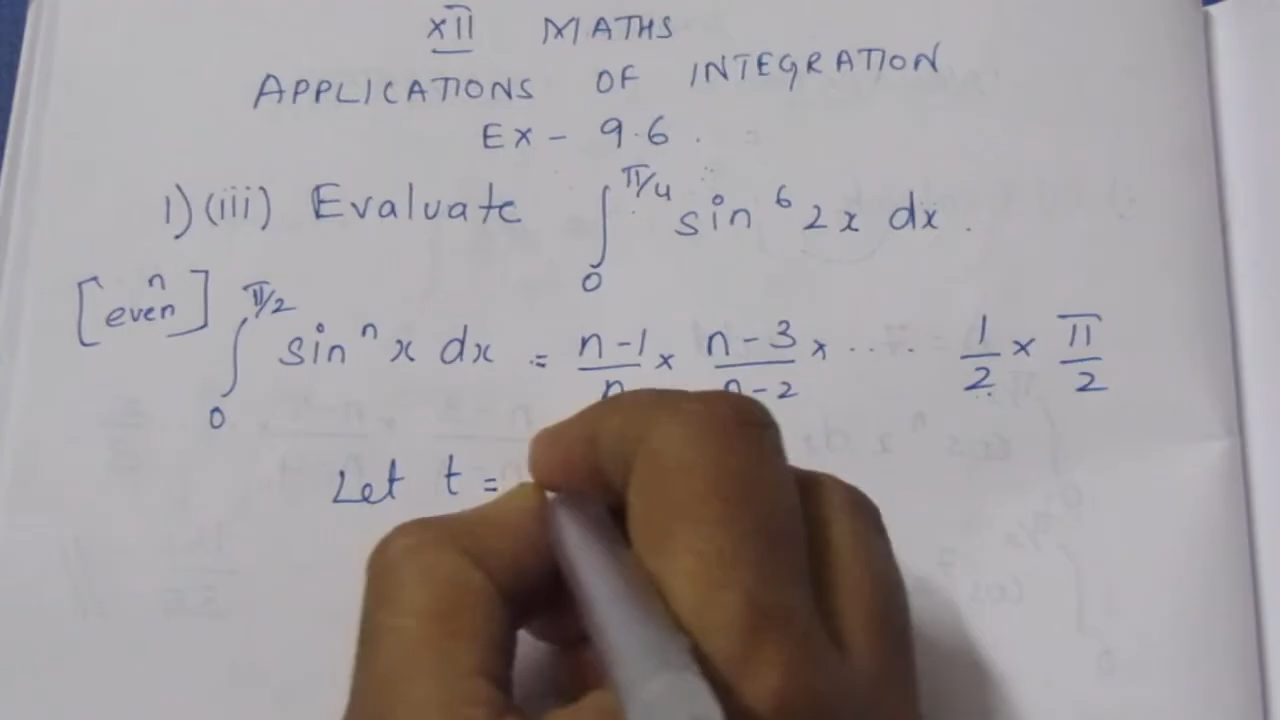 XII MATHS
APPLICATIONS OF INTEGRATION
EX - 9.6.
1)(iii) Evaluate ∫₀^{π/4} sin⁶ 2x dx.
[n even] ∫₀^{π/2} sinⁿ x dx = (n-1)/n × (n-3)/(n-2) × .... 1/2 × π/2
Let t =